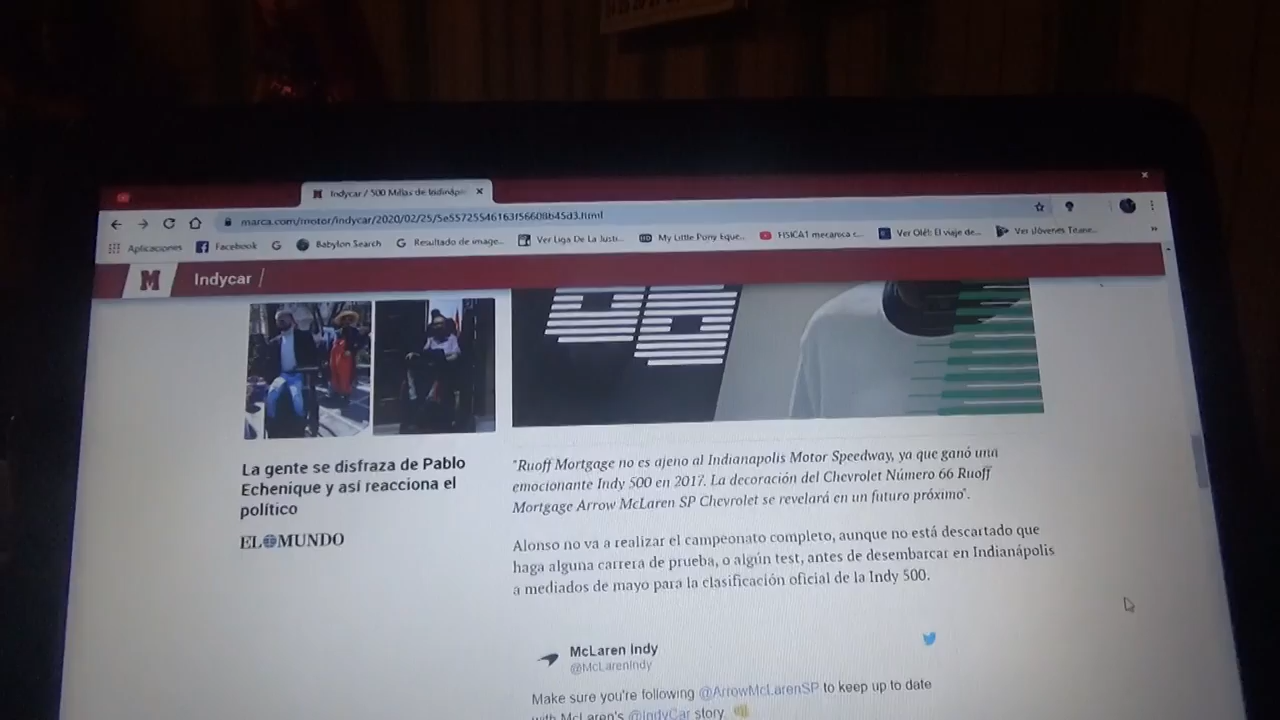 Indycar / 500 Millas de Indináp
marca.com/motor/indycar/2020/02/25/5e55725546163f56608b45d3.html
Aplicaciones Facebook Babylon Search Resultado de image... Ver Liga De La Justi... My Little Pony Eque... FISICA1 mecanica c... Ver Olé!: El viaje de... Ver ¡Jóvenes Titane...
M Indycar /
66
La gente se disfraza de Pablo
Echenique y así reacciona el
político
EL MUNDO
"Ruoff Mortgage no es ajeno al Indianapolis Motor Speedway, ya que ganó una
emocionante Indy 500 en 2017. La decoración del Chevrolet Número 66 Ruoff
Mortgage Arrow McLaren SP Chevrolet se revelará en un futuro próximo".
Alonso no va a realizar el campeonato completo, aunque no está descartado que
haga alguna carrera de prueba, o algún test, antes de desembarcar en Indianápolis
a mediados de mayo para la clasificación oficial de la Indy 500.
McLaren Indy
@McLarenIndy
Make sure you're following @ArrowMcLarenSP to keep up to date
with McLaren's @IndyCar story